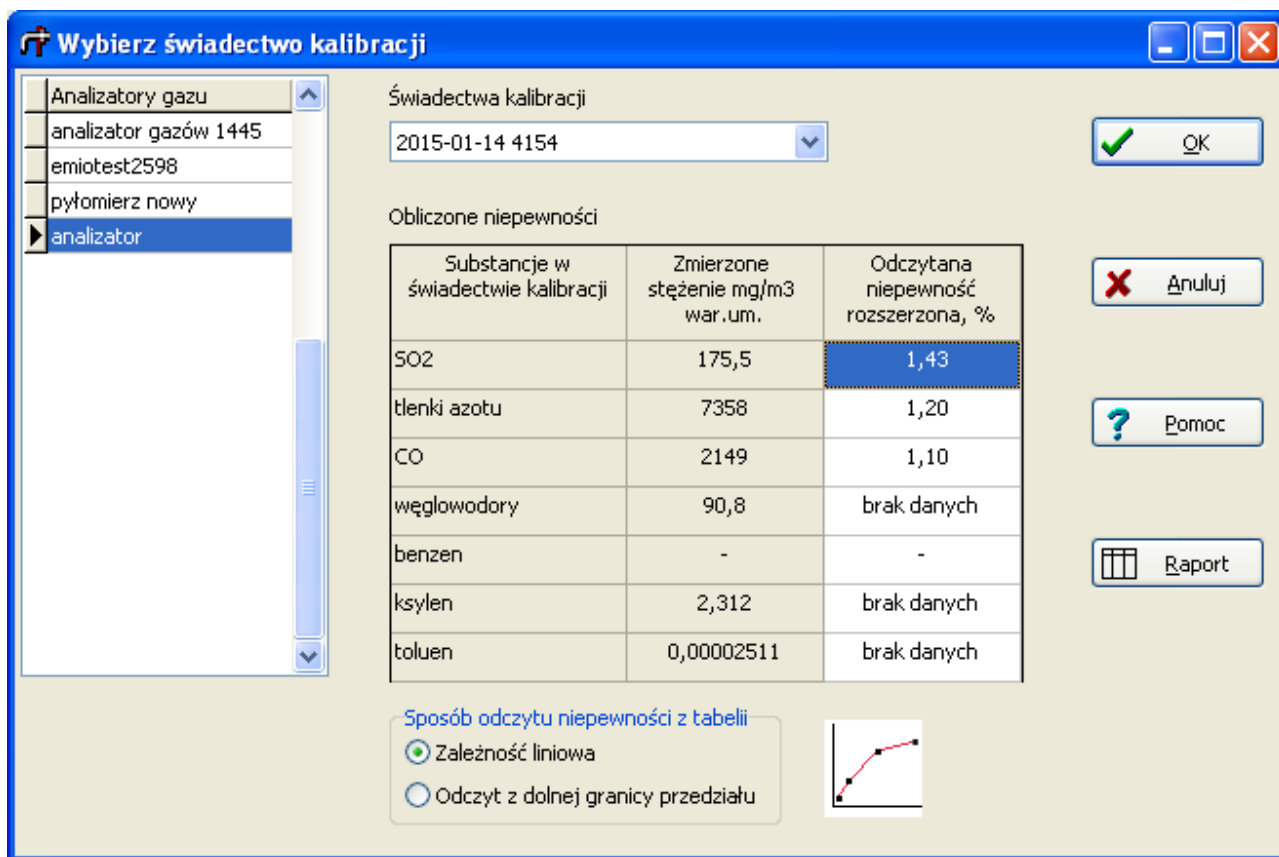 Wybierz świadectwo kalibracji
Analizatory gazu
analizator gazów 1445
emiotest2598
pyłomierz nowy
analizator
Świadectwa kalibracji
2015-01-14 4154
Obliczone niepewności
Substancje w
świadectwie kalibracji
Zmierzone
stężenie mg/m3
war.um.
Odczytana
niepewność
rozszerzona, %
SO2 175,5 1,43
tlenki azotu 7358 1,20
CO 2149 1,10
węglowodory 90,8 brak danych
benzen - -
ksylen 2,312 brak danych
toluen 0,00002511 brak danych
Sposób odczytu niepewności z tabelii
Zależność liniowa
Odczyt z dolnej granicy przedziału
OK
Anuluj
? Pomoc
Raport